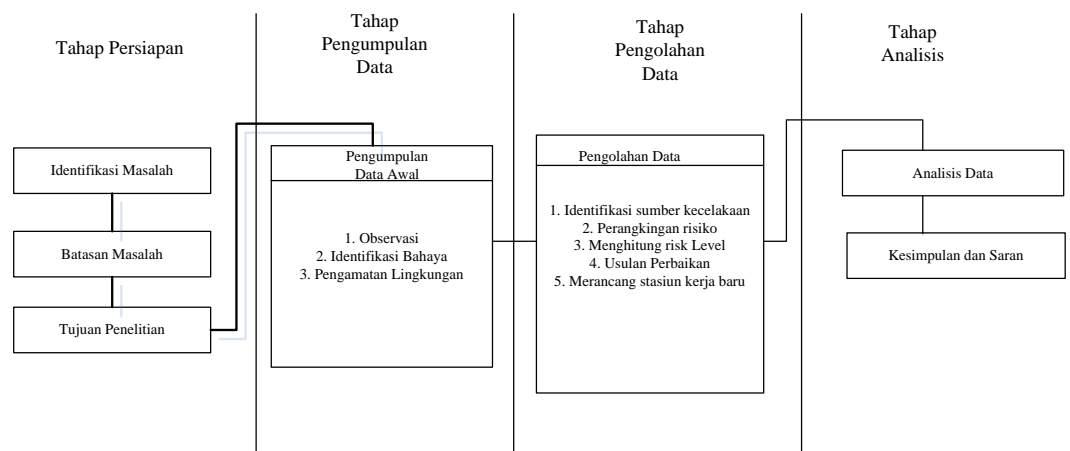 Tahap Persiapan
Identifikasi Masalah
Batasan Masalah
Tujuan Penelitian
Tahap
Pengumpulan
Data
Pengumpulan
Data Awal
1. Observasi
2. Identifikasi Bahaya
3. Pengamatan Lingkungan
Tahap
Pengolahan
Data
Pengolahan Data
1. Identifikasi sumber kecelakaan
2. Perangkingan risiko
3. Menghitung risk Level
4. Usulan Perbaikan
5. Merancang stasiun kerja baru
Tahap
Analisis
Analisis Data
Kesimpulan dan Saran